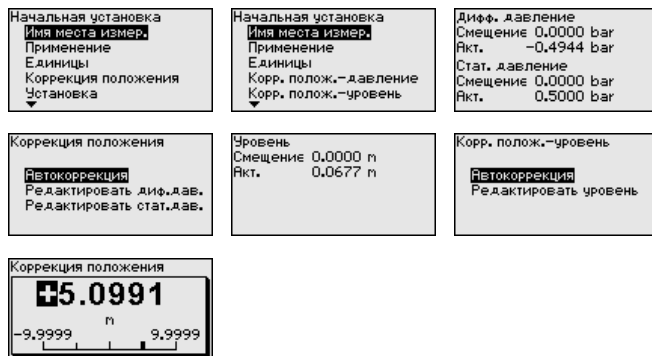 Начальная установка
Имя места измер.
Применение
Единицы
Коррекция положения
Установка
Начальная установка
Имя места измер.
Применение
Единицы
Корр. полож.-давление
Корр. полож.-уровень
Дифф. давление
Смещение 0.0000 bar
Акт. -0.4944 bar
Стат. давление
Смещение 0.0000 bar
Акт. 0.5000 bar
Коррекция положения
Автокоррекция
Редактировать диф.дав.
Редактировать стат.дав.
Уровень
Смещение 0.0000 m
Акт. 0.0677 m
Корр. полож.-уровень
Автокоррекция
Редактировать уровень
Коррекция положения
+5.0991
m
-9.9999 9.9999